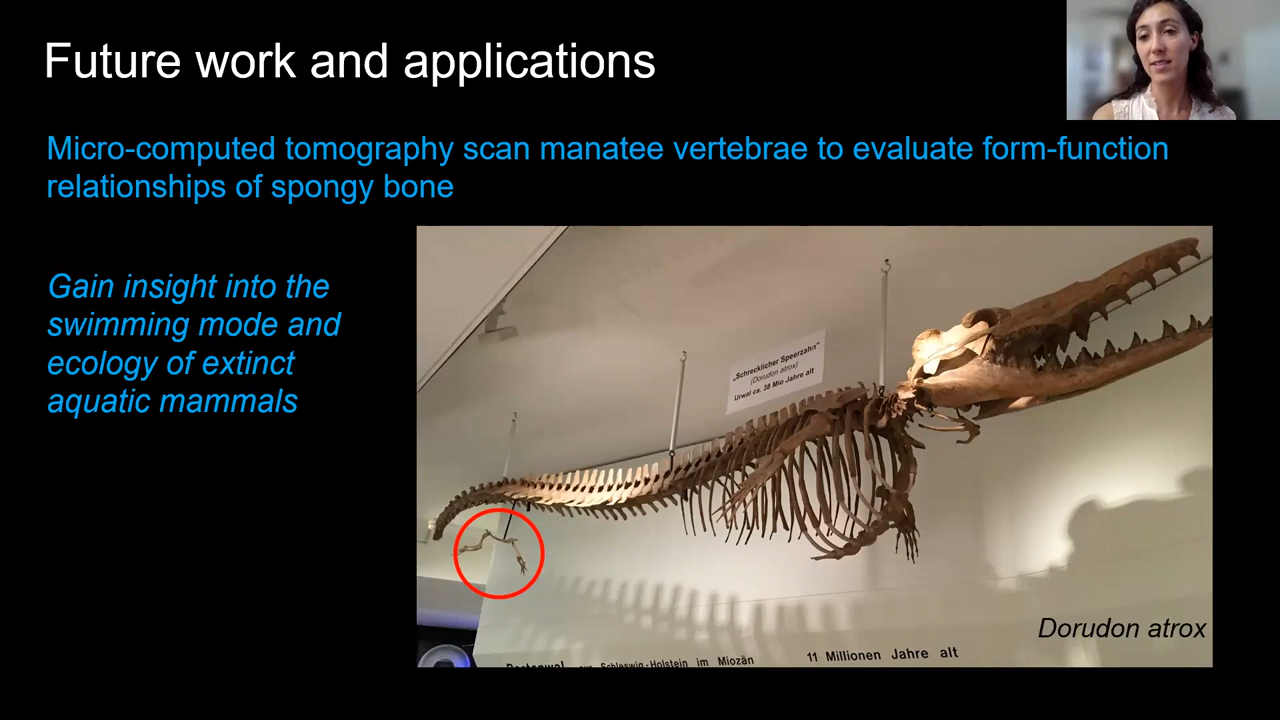 Future work and applications
Micro-computed tomography scan manatee vertebrae to evaluate form-function
relationships of spongy bone
Gain insight into the
swimming mode and
ecology of extinct
aquatic mammals
„Schrecklicher Speerzahn“
(Dorudon atrox)
Urwal ca. 38 Mio Jahre alt
Dorudon atrox
Schleswig-Holstein im Miozän
11 Millionen Jahre alt